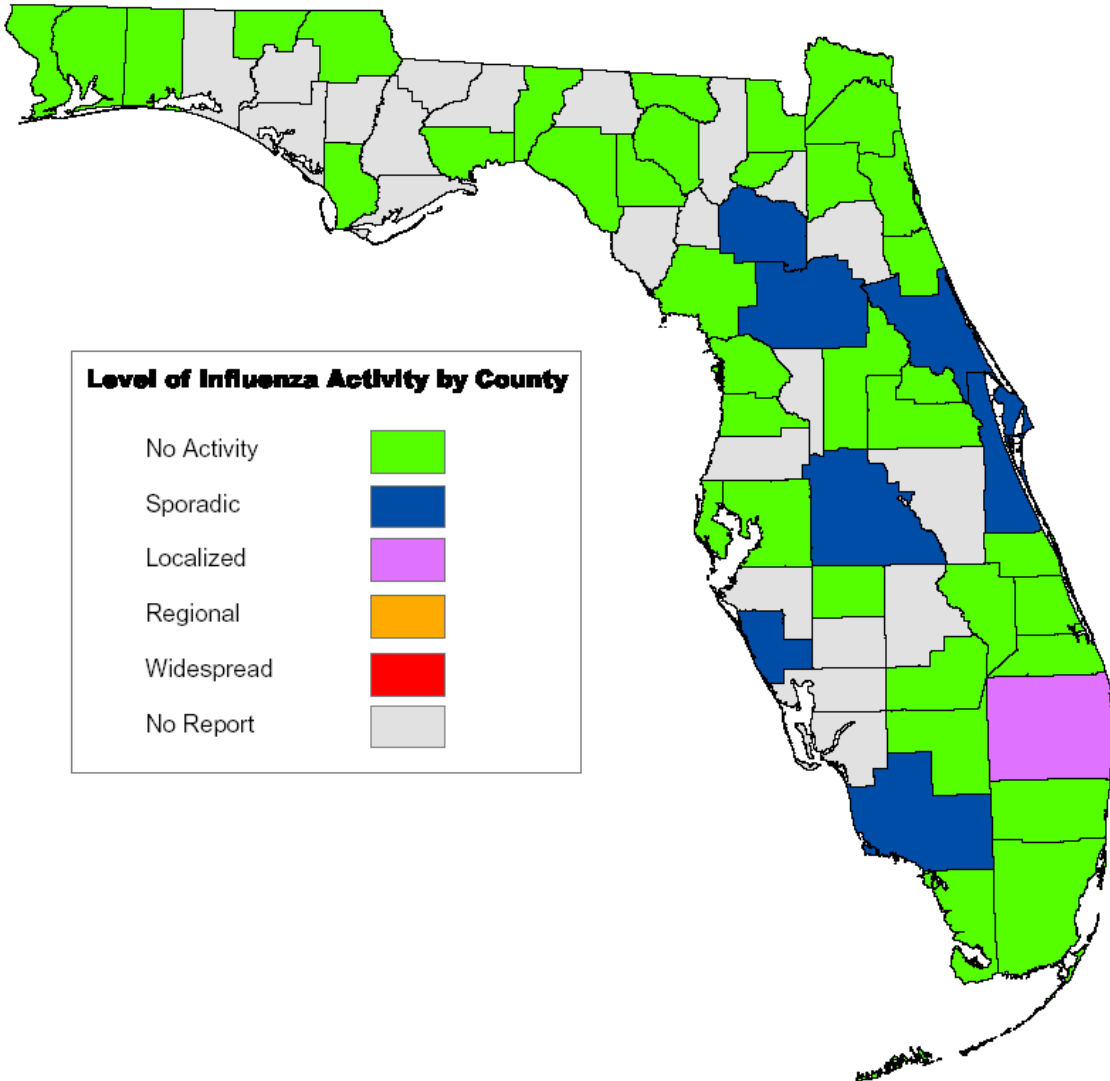 Level of Influenza Activity by County
No Activity
Sporadic
Localized
Regional
Widespread
No Report